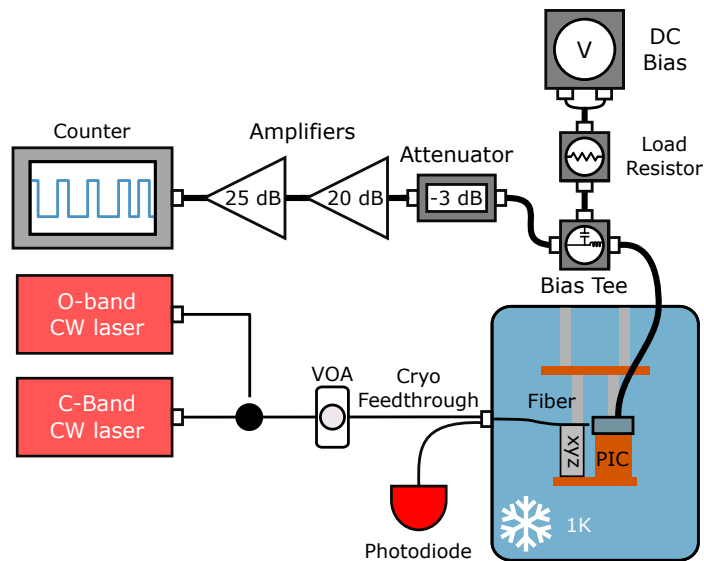 V
DC
Bias
Counter
Amplifiers
Attenuator
Load
Resistor
25 dB
20 dB
-3 dB
Bias Tee
O-band
CW laser
C-Band
CW laser
VOA
Cryo
Feedthrough
Fiber
xyz
PIC
1K
Photodiode